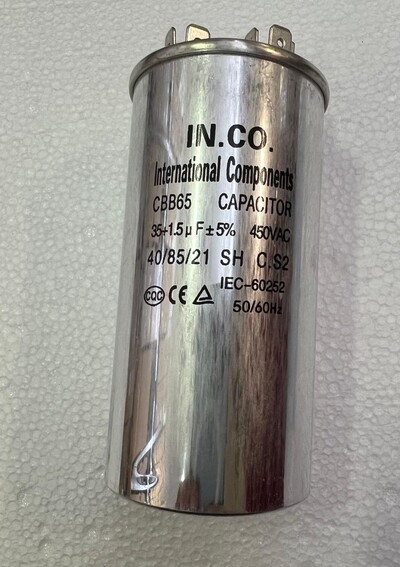 IN.CO.
International Components
CBB65 CAPACITOR
35+1.5µF±5% 450VAC
40/85/21 SH C.S2
CQC CE IEC-60252
50/60Hz